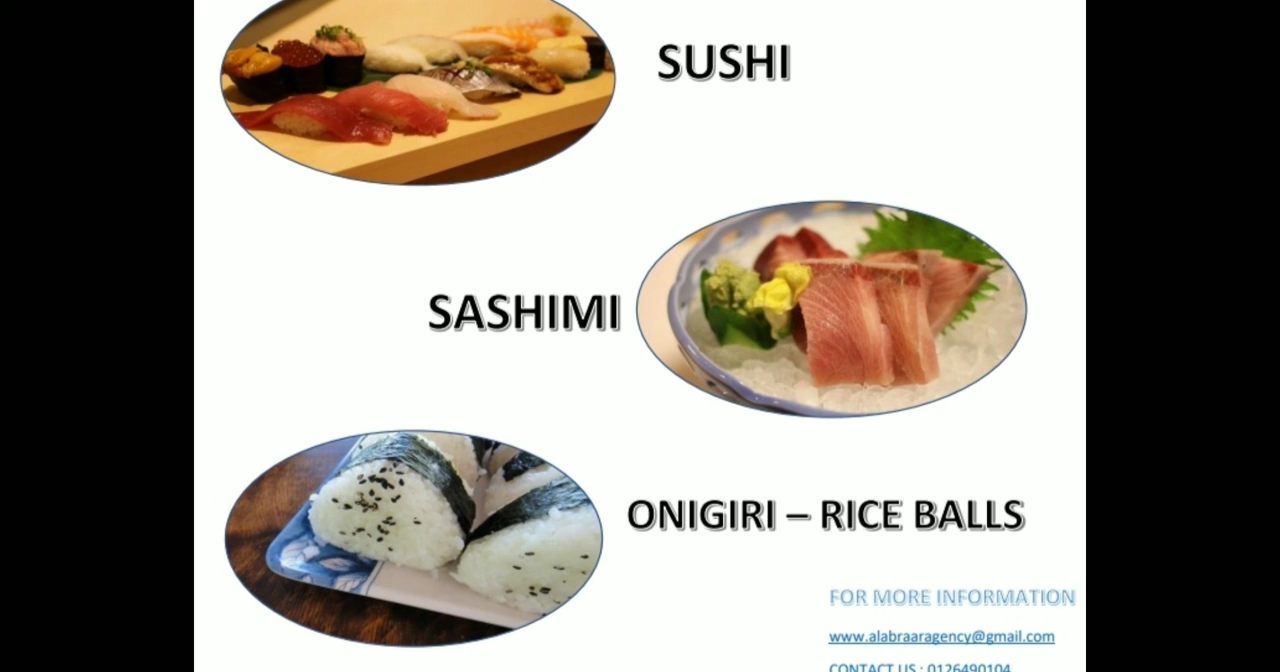 SUSHI
SASHIMI
ONIGIRI – RICE BALLS
FOR MORE INFORMATION
www.alabraaragency@gmail.com
CONTACT US : 0126490104